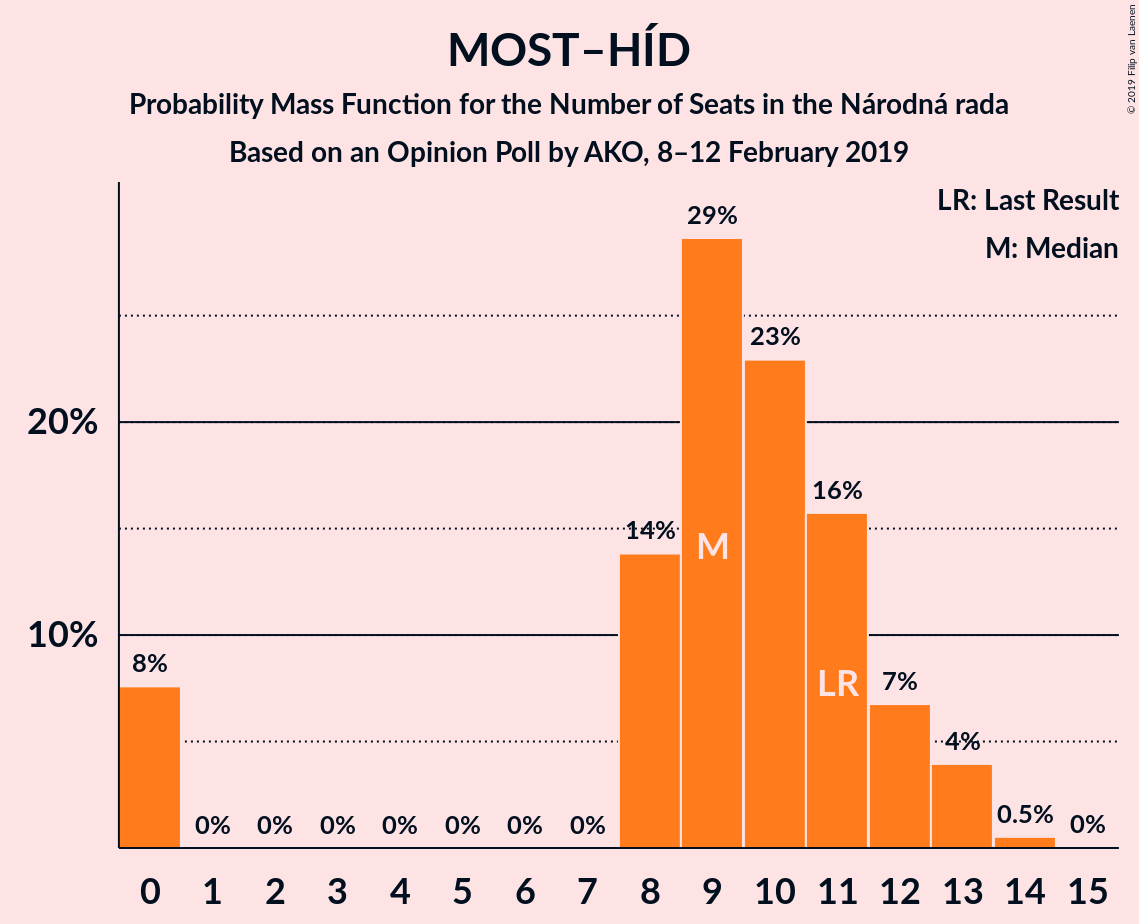 MOST–HÍD
Probability Mass Function for the Number of Seats in the Národná rada
Based on an Opinion Poll by AKO, 8–12 February 2019
© 2019 Filip van Laenen
LR: Last Result
M: Median
29%
23%
20%
16%
14%
M
10%
8%
LR
7%
4%
0% 0% 0% 0% 0% 0% 0% 0.5% 0%
0 1 2 3 4 5 6 7 8 9 10 11 12 13 14 15